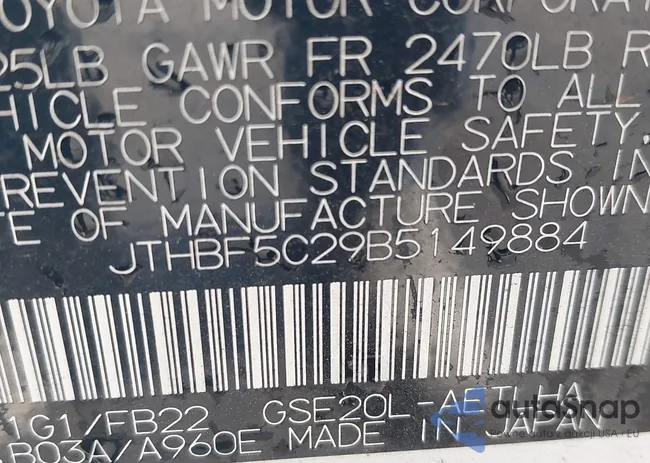 TOYOTA MOTOR CORPORAT
25LB GAWR FR 2470LB R
HICLE CONFORMS TO ALL
MOTOR VEHICLE SAFETY,
REVENTION STANDARDS IN
TE OF MANUFACTURE SHOWN
JTHBF5C29B5149884
1G1/FB22 GSE20L-AETLHA
B03A/A960E MADE IN JAPAN
autoSnap